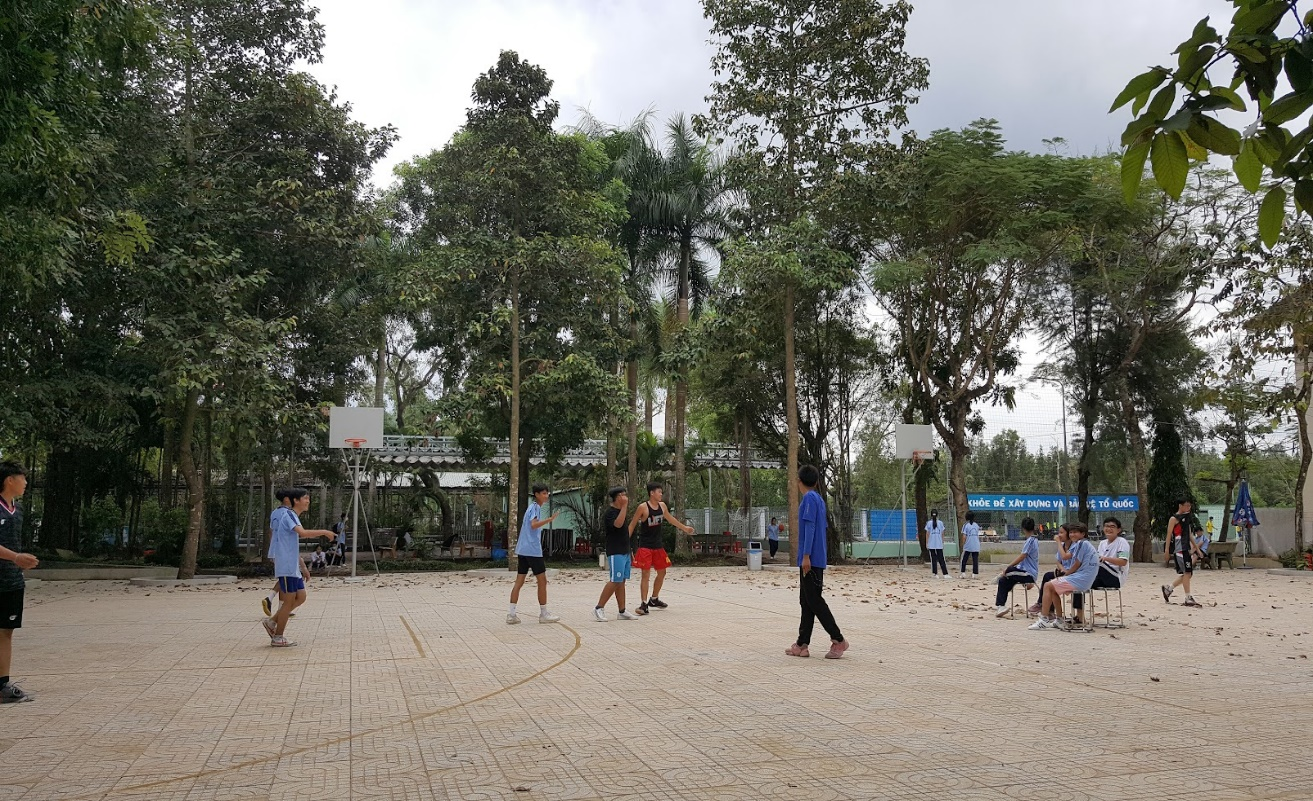 KHỎE ĐỂ XÂY DỰNG VÀ BẢO VỆ TỔ QUỐC